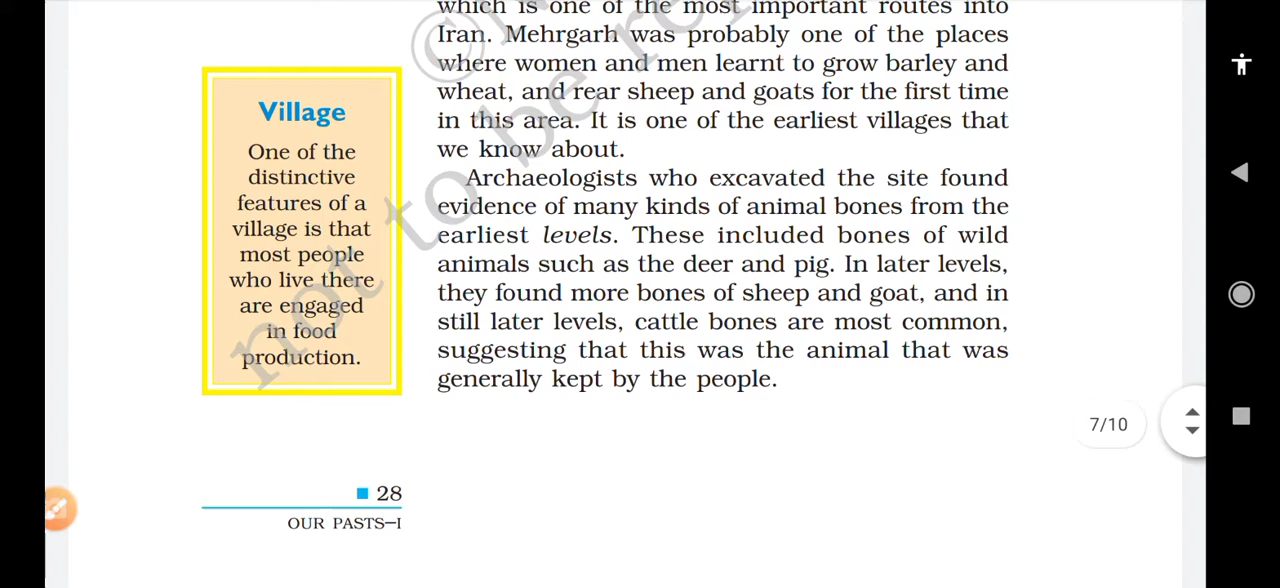 which is one of the most important routes into
Iran. Mehrgarh was probably one of the places
where women and men learnt to grow barley and
wheat, and rear sheep and goats for the first time
in this area. It is one of the earliest villages that
we know about.
Archaeologists who excavated the site found
evidence of many kinds of animal bones from the
earliest levels. These included bones of wild
animals such as the deer and pig. In later levels,
they found more bones of sheep and goat, and in
still later levels, cattle bones are most common,
suggesting that this was the animal that was
generally kept by the people.
Village
One of the
distinctive
features of a
village is that
most people
who live there
are engaged
in food
production.
not to be re
7/10
28
OUR PASTS–I